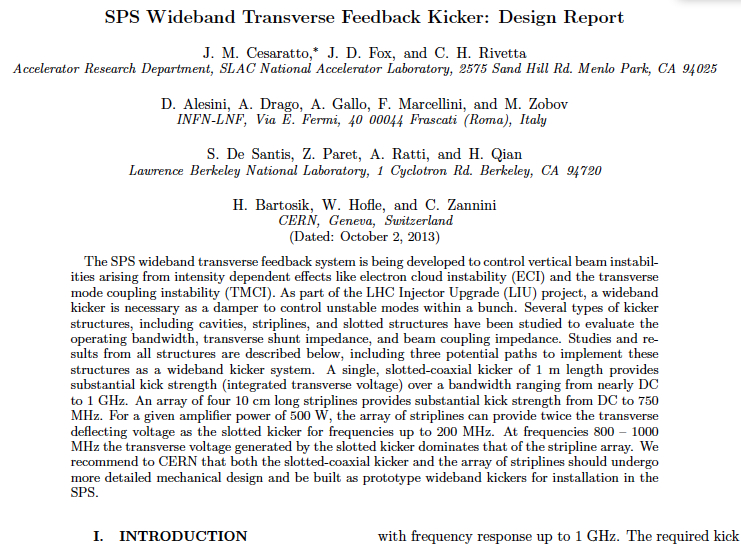 SPS Wideband Transverse Feedback Kicker: Design Report
J. M. Cesaratto,* J. D. Fox, and C. H. Rivetta
Accelerator Research Department, SLAC National Accelerator Laboratory, 2575 Sand Hill Rd. Menlo Park, CA 94025
D. Alesini, A. Drago, A. Gallo, F. Marcellini, and M. Zobov
INFN-LNF, Via E. Fermi, 40 00044 Frascati (Roma), Italy
S. De Santis, Z. Paret, A. Ratti, and H. Qian
Lawrence Berkeley National Laboratory, 1 Cyclotron Rd. Berkeley, CA 94720
H. Bartosik, W. Hofle, and C. Zannini
CERN, Geneva, Switzerland
(Dated: October 2, 2013)
The SPS wideband transverse feedback system is being developed to control vertical beam instabil-
ities arising from intensity dependent effects like electron cloud instability (ECI) and the transverse
mode coupling instability (TMCI). As part of the LHC Injector Upgrade (LIU) project, a wideband
kicker is necessary as a damper to control unstable modes within a bunch. Several types of kicker
structures, including cavities, striplines, and slotted structures have been studied to evaluate the
operating bandwidth, transverse shunt impedance, and beam coupling impedance. Studies and re-
sults from all structures are described below, including three potential paths to implement these
structures as a wideband kicker system. A single, slotted-coaxial kicker of 1 m length provides
substantial kick strength (integrated transverse voltage) over a bandwidth ranging from nearly DC
to 1 GHz. An array of four 10 cm long striplines provides substantial kick strength from DC to 750
MHz. For a given amplifier power of 500 W, the array of striplines can provide twice the transverse
deflecting voltage as the slotted kicker for frequencies up to 200 MHz. At frequencies 800 – 1000
MHz the transverse voltage generated by the slotted kicker dominates that of the stripline array. We
recommend to CERN that both the slotted-coaxial kicker and the array of striplines should undergo
more detailed mechanical design and be built as prototype wideband kickers for installation in the
SPS.
I. INTRODUCTION
with frequency response up to 1 GHz. The required kick